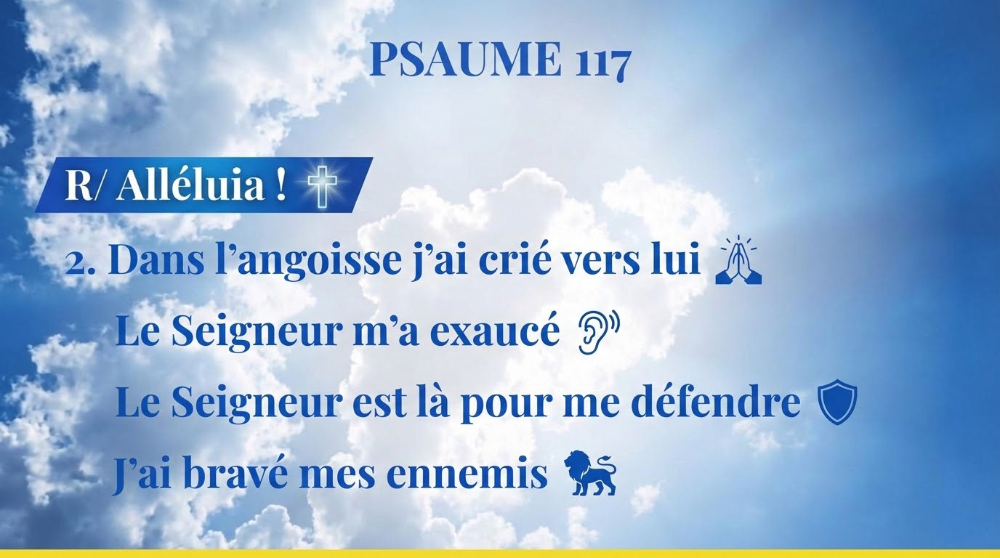 PSAUME 117
R/ Alléluia !
2. Dans l’angoisse j’ai crié vers lui
Le Seigneur m’a exaucé
Le Seigneur est là pour me défendre
J’ai bravé mes ennemis